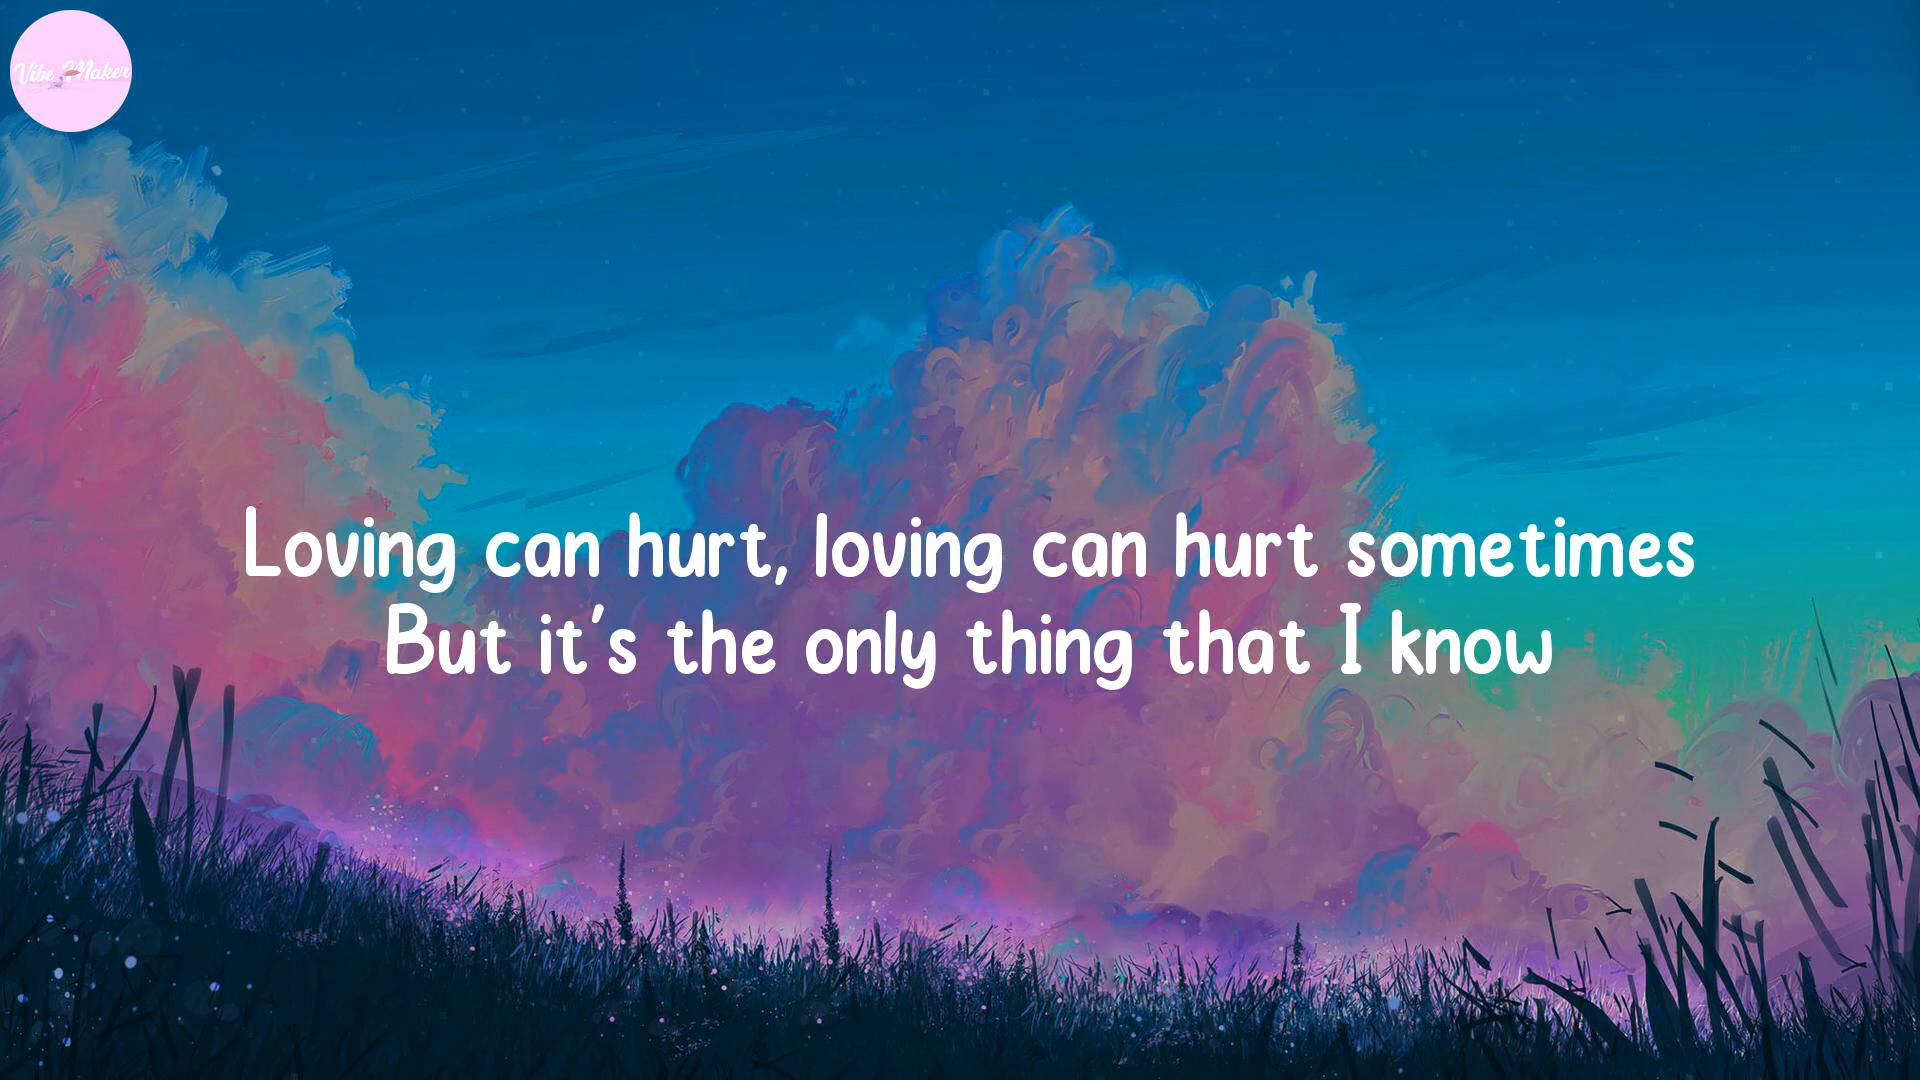 Vibe Maker
Loving can hurt, loving can hurt sometimes
But it's the only thing that I know